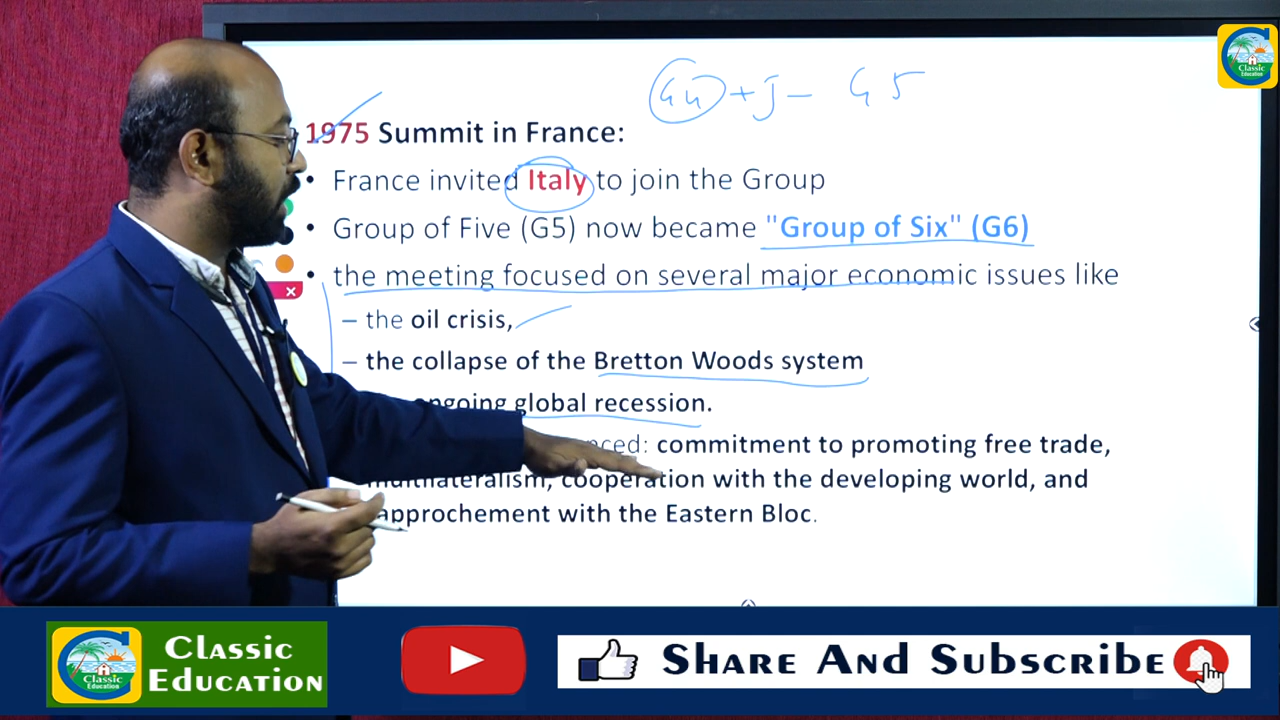 G4 + J - G5
1975 Summit in France:
• France invited Italy to join the Group
• Group of Five (G5) now became "Group of Six" (G6)
• the meeting focused on several major economic issues like
– the oil crisis,
– the collapse of the Bretton Woods system
ongoing global recession.
commitment to promoting free trade,
multilateralism, cooperation with the developing world, and
approchement with the Eastern Bloc.
Classic
Education
Classic
Education
Classic
Education
Share And Subscribe